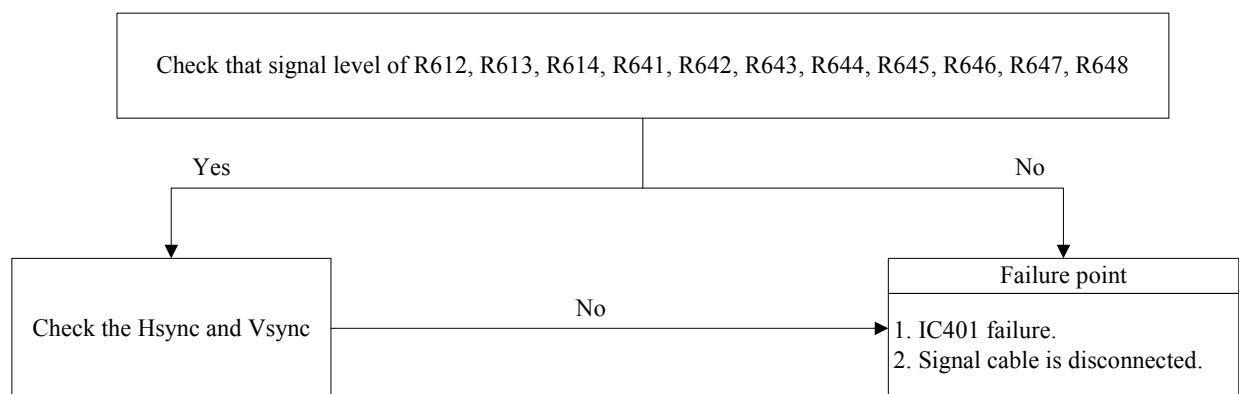 Check that signal level of R612, R613, R614, R641, R642, R643, R644, R645, R646, R647, R648
Yes
No
Check the Hsync and Vsync
No
Failure point
1. IC401 failure.
2. Signal cable is disconnected.